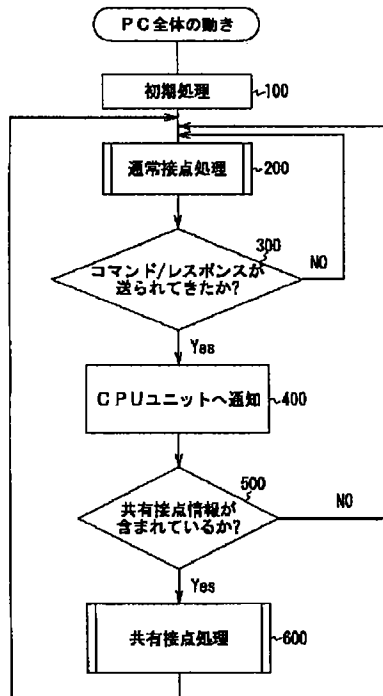 PC全体の動き
初期処理
100
通常接点処理
200
300
コマンド/レスポンスが
送られてきたか?
NO
Yes
CPUユニットへ通知
400
500
共有接点情報が
含まれているか?
NO
Yes
共有接点処理
600